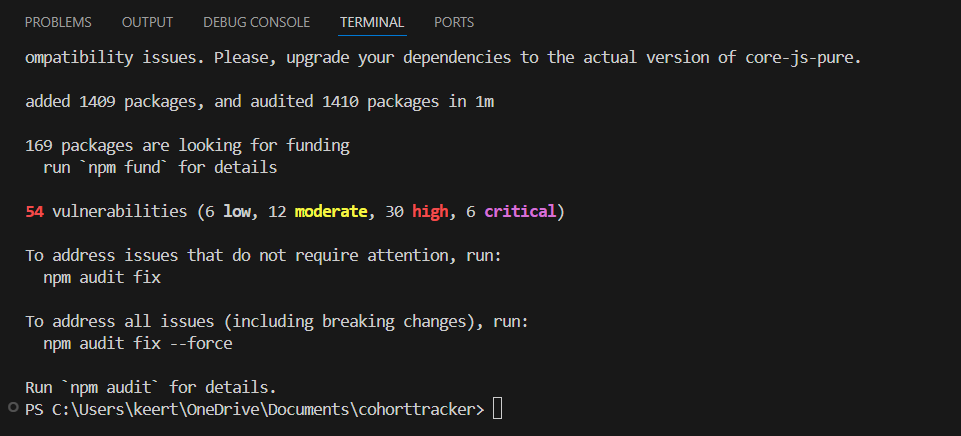 PROBLEMS OUTPUT DEBUG CONSOLE TERMINAL PORTS
ompatibility issues. Please, upgrade your dependencies to the actual version of core-js-pure.
added 1409 packages, and audited 1410 packages in 1m
169 packages are looking for funding
  run `npm fund` for details
54 vulnerabilities (6 low, 12 moderate, 30 high, 6 critical)
To address issues that do not require attention, run:
  npm audit fix
To address all issues (including breaking changes), run:
  npm audit fix --force
Run `npm audit` for details.
PS C:\Users\keert\OneDrive\Documents\cohorttracker>